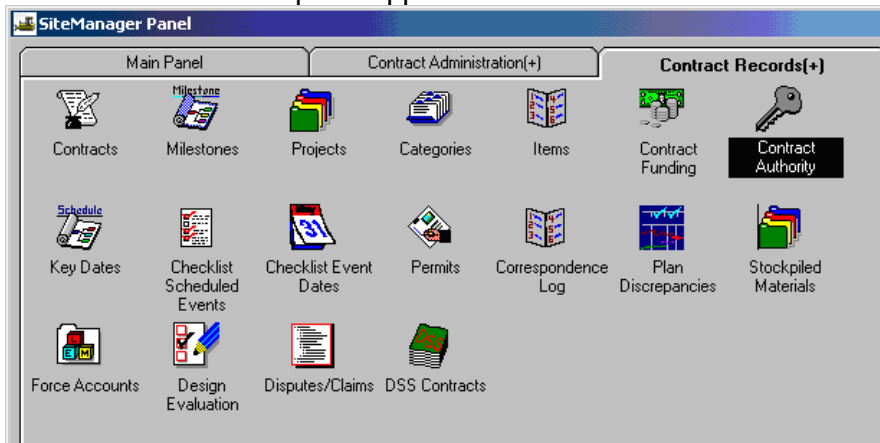 SiteManager Panel
Main Panel
Contract Administration(+)
Contract Records(+)
Milestone
Contracts
Milestones
Projects
Categories
Items
Contract
Funding
Contract
Authority
Schedule
31
Key Dates
Checklist
Scheduled
Events
Checklist Event
Dates
Permits
Correspondence
Log
Plan
Discrepancies
Stockpiled
Materials
L
E M
DSS
Force Accounts
Design
Evaluation
Disputes/Claims
DSS Contracts